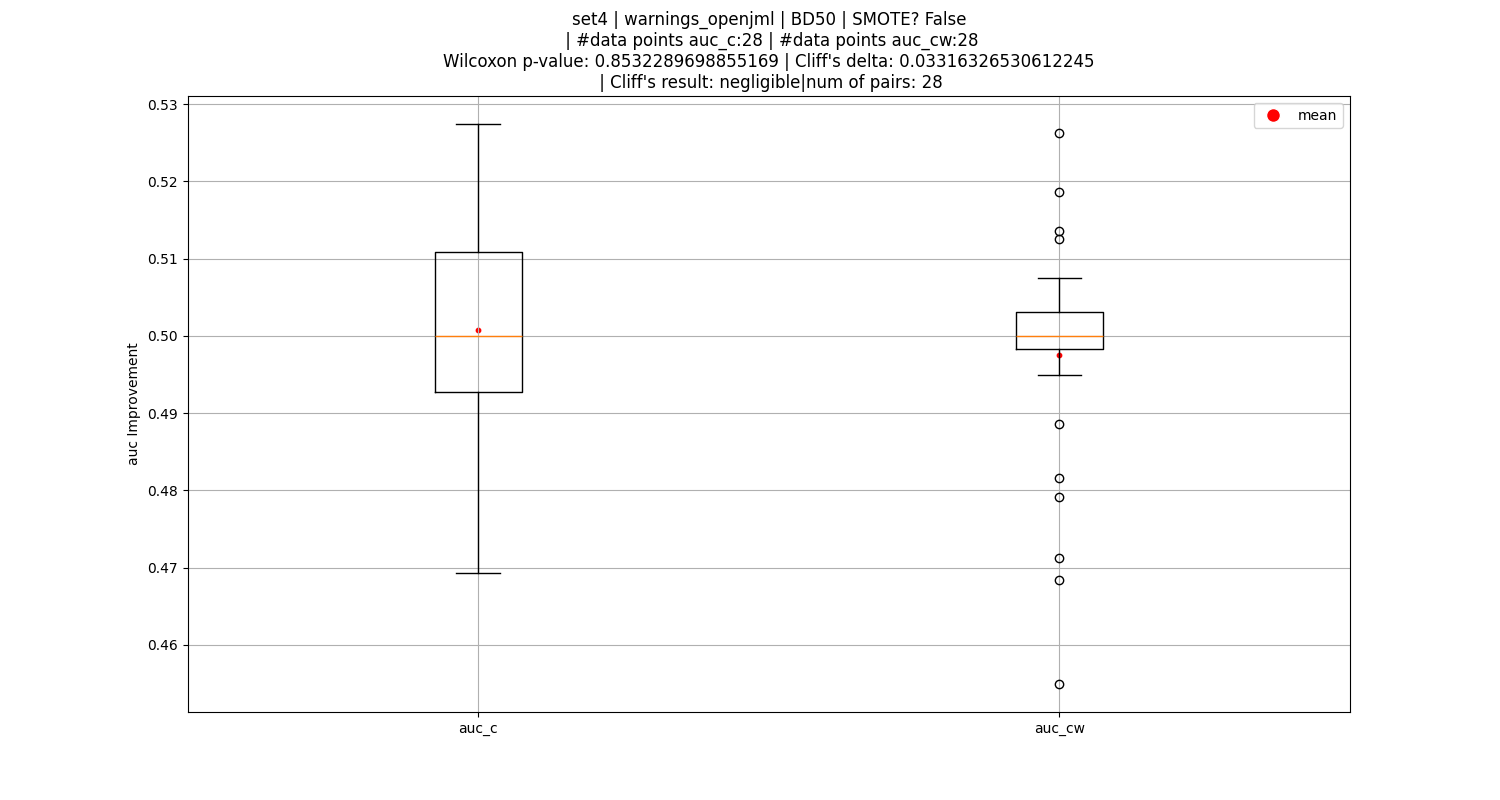 set4 | warnings_openjml | BD50 | SMOTE? False
| #data points auc_c:28 | #data points auc_cw:28
Wilcoxon p-value: 0.8532289698855169 | Cliff's delta: 0.03316326530612245
| Cliff's result: negligible|num of pairs: 28
mean
0.53
0.52
0.51
0.50
0.49
0.48
0.47
0.46
auc Improvement
auc_c
auc_cw